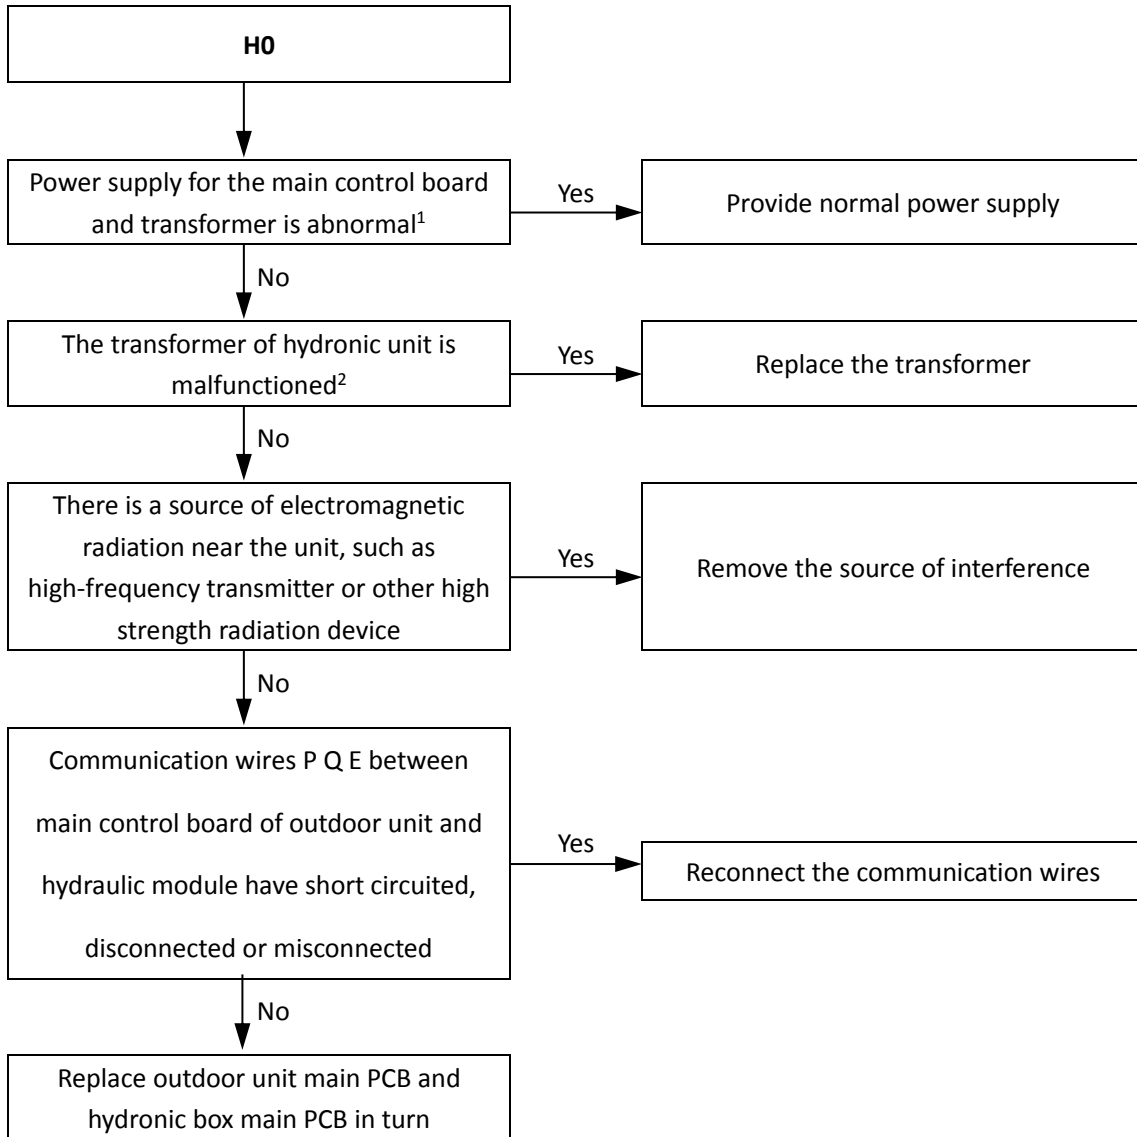 H0
Power supply for the main control board
and transformer is abnormal1
Yes
Provide normal power supply
No
The transformer of hydronic unit is
malfunctioned2
Yes
Replace the transformer
No
There is a source of electromagnetic
radiation near the unit, such as
high-frequency transmitter or other high
strength radiation device
Yes
Remove the source of interference
No
Communication wires P Q E between
main control board of outdoor unit and
hydraulic module have short circuited,
disconnected or misconnected
Yes
Reconnect the communication wires
No
Replace outdoor unit main PCB and
hydronic box main PCB in turn